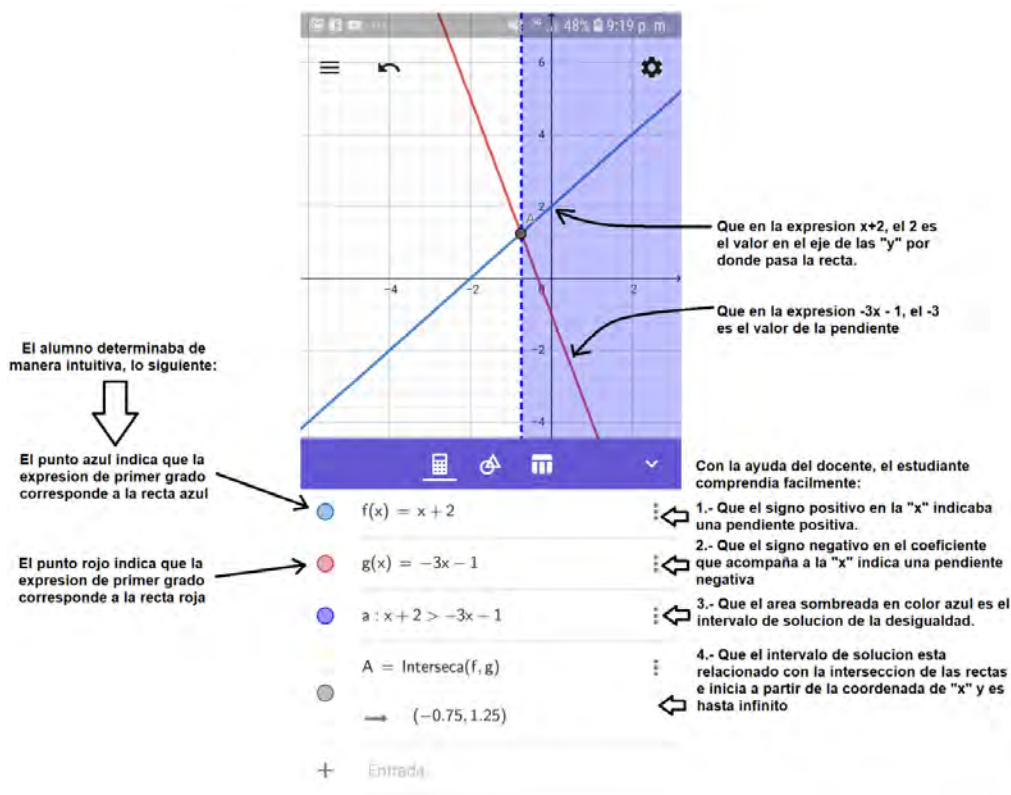 48% 9:19 p. m.
6
4
2
A
-4
-2
0
2
-2
-4
Que en la expresion x+2, el 2 es
el valor en el eje de las "y" por
donde pasa la recta.
Que en la expresion -3x - 1, el -3
es el valor de la pendiente
El alumno determinaba de
manera intuitiva, lo siguiente:
El punto azul indica que la
expresion de primer grado
corresponde a la recta azul
El punto rojo indica que la
expresion de primer grado
corresponde a la recta roja
f(x) = x + 2
g(x) = −3x − 1
a : x + 2 > −3x − 1
A = Interseca(f, g)
(−0.75, 1.25)
+ Entrada
Con la ayuda del docente, el estudiante
comprendia facilmente:
1.- Que el signo positivo en la "x" indicaba
una pendiente positiva.
2.- Que el signo negativo en el coeficiente
que acompaña a la "x" indica una pendiente
negativa
3.- Que el area sombreada en color azul es el
intervalo de solucion de la desigualdad.
4.- Que el intervalo de solucion esta
relacionado con la interseccion de las rectas
e inicia a partir de la coordenada de "x" y es
hasta infinito